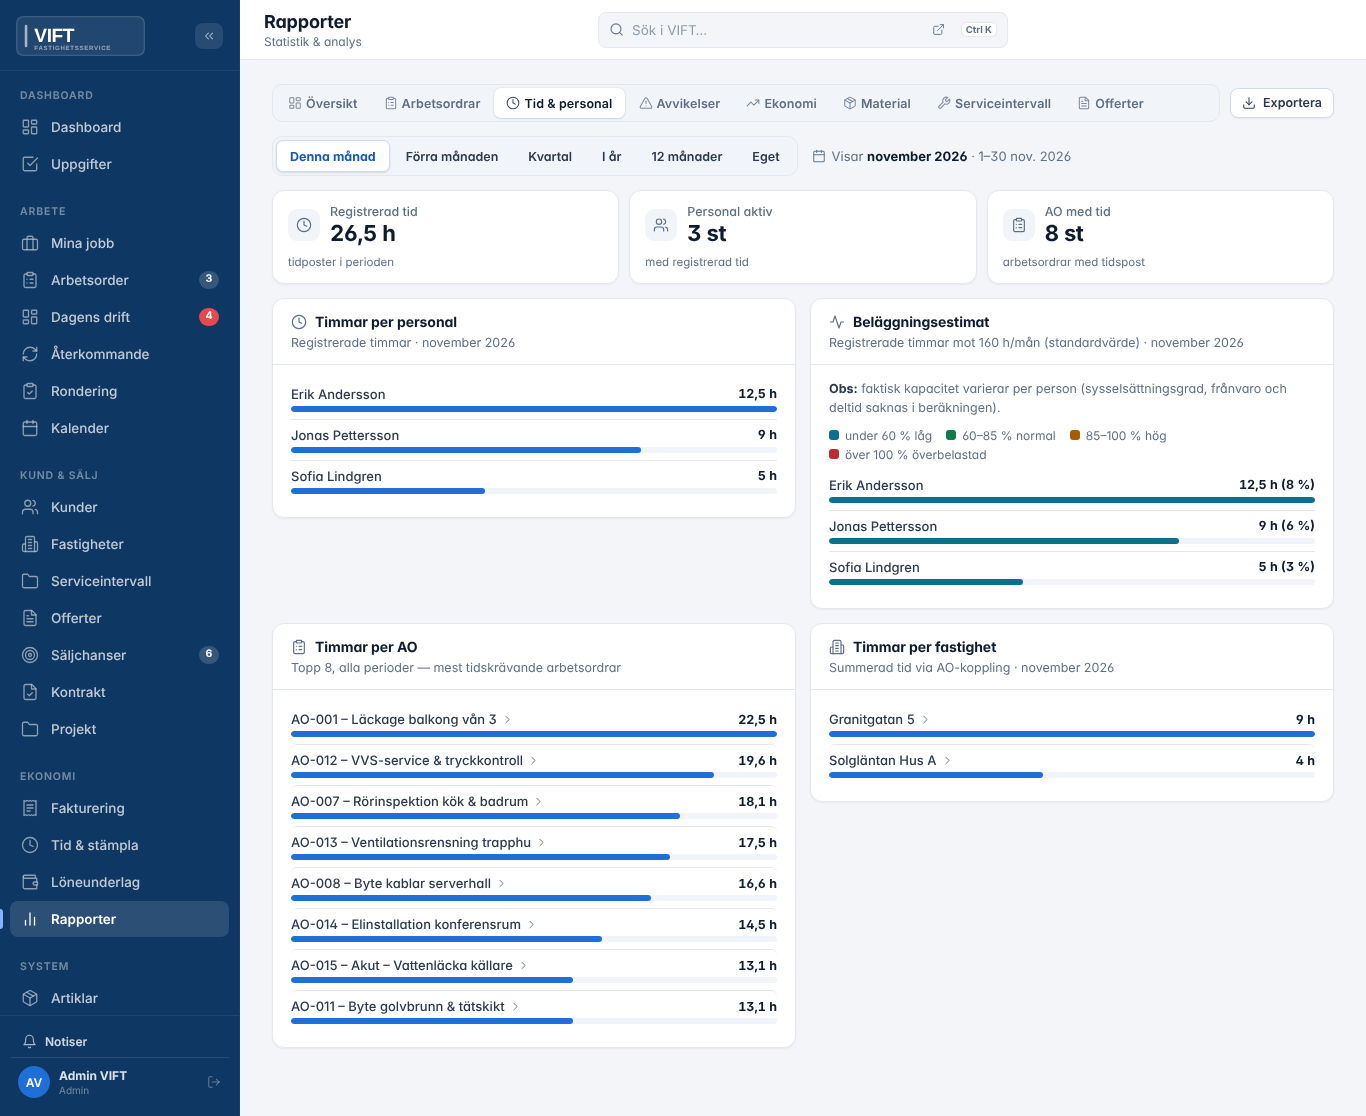 VIFT
FASTIGHETSSERVICE
DASHBOARD
Dashboard
Uppgifter
ARBETE
Mina jobb
Arbetsorder 3
Dagens drift 4
Återkommande
Rondering
Kalender
KUND & SÄLJ
Kunder
Fastigheter
Serviceintervall
Offerter
Säljchanser 6
Kontrakt
Projekt
EKONOMI
Fakturering
Tid & stämpla
Löneunderlag
Rapporter
SYSTEM
Artiklar
Notiser
AV Admin VIFT
Admin
Rapporter
Statistik & analys
Sök i VIFT... Ctrl K
Översikt Arbetsordrar Tid & personal Avvikelser Ekonomi Material Serviceintervall Offerter Exportera
Denna månad Förra månaden Kvartal I år 12 månader Eget Visar november 2026 · 1–30 nov. 2026
Registrerad tid
26,5 h
tidposter i perioden
Personal aktiv
3 st
med registrerad tid
AO med tid
8 st
arbetsordrar med tidspost
Timmar per personal
Registrerade timmar · november 2026
Erik Andersson 12,5 h
Jonas Pettersson 9 h
Sofia Lindgren 5 h
Beläggningsestimat
Registrerade timmar mot 160 h/mån (standardvärde) · november 2026
Obs: faktisk kapacitet varierar per person (sysselsättningsgrad, frånvaro och
deltid saknas i beräkningen).
under 60 % låg 60–85 % normal 85–100 % hög
över 100 % överbelastad
Erik Andersson 12,5 h (8 %)
Jonas Pettersson 9 h (6 %)
Sofia Lindgren 5 h (3 %)
Timmar per AO
Topp 8, alla perioder — mest tidskrävande arbetsordrar
AO-001 – Läckage balkong vån 3 22,5 h
AO-012 – VVS-service & tryckkontroll 19,6 h
AO-007 – Rörinspektion kök & badrum 18,1 h
AO-013 – Ventilationsrensning trapphu 17,5 h
AO-008 – Byte kablar serverhall 16,6 h
AO-014 – Elinstallation konferensrum 14,5 h
AO-015 – Akut – Vattenläcka källare 13,1 h
AO-011 – Byte golvbrunn & tätskikt 13,1 h
Timmar per fastighet
Summerad tid via AO-koppling · november 2026
Granitgatan 5 9 h
Solgläntan Hus A 4 h